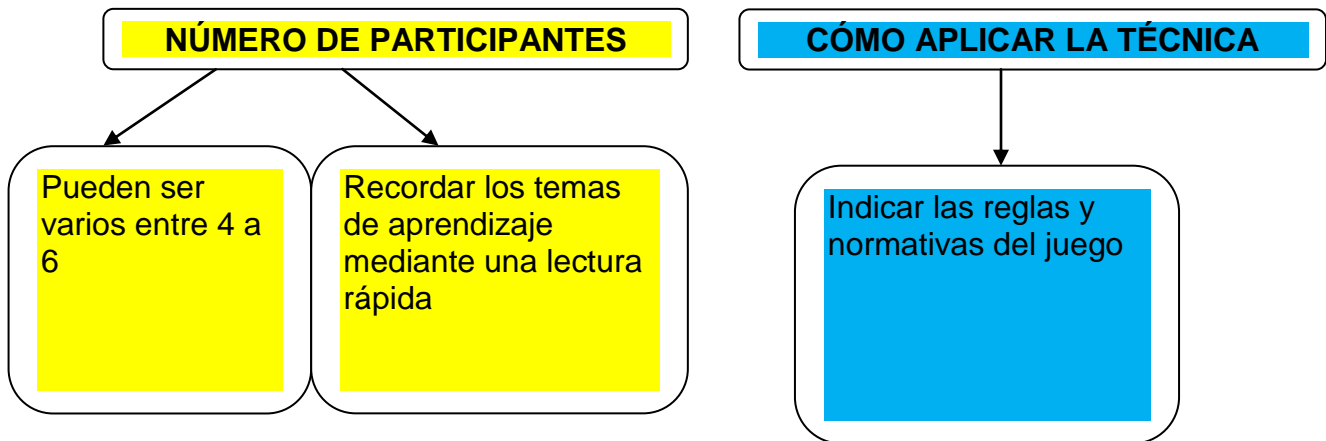 NÚMERO DE PARTICIPANTES
CÓMO APLICAR LA TÉCNICA
Pueden ser
varios entre 4 a
6
Recordar los temas
de aprendizaje
mediante una lectura
rápida
Indicar las reglas y
normativas del juego